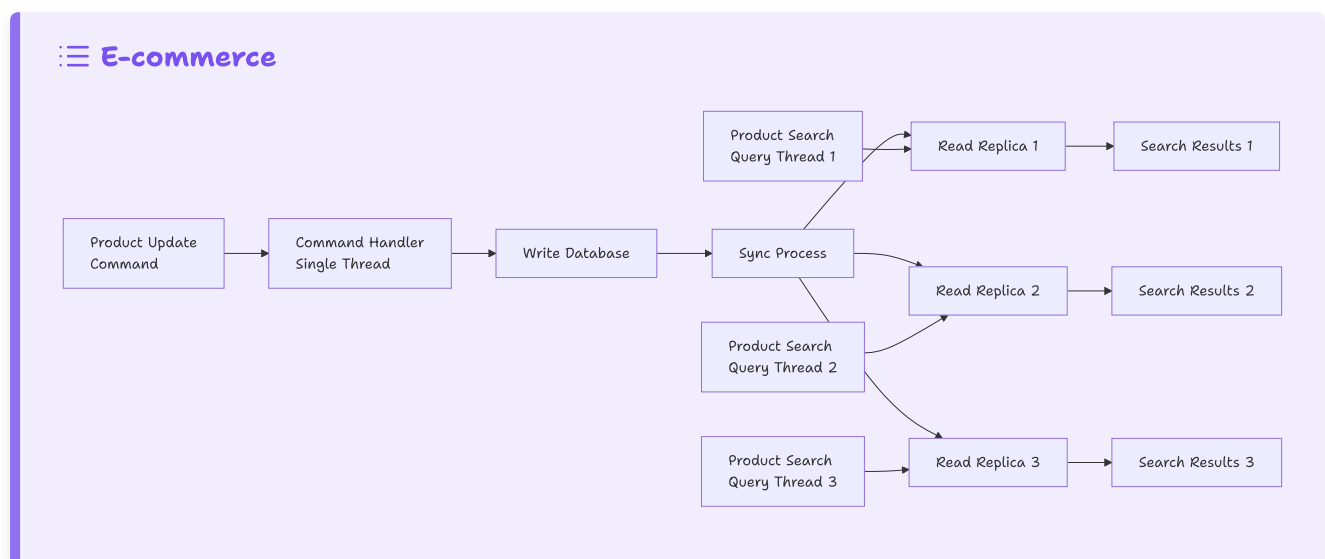 E-commerce
Product Search
Query Thread 1
Read Replica 1
Search Results 1
Product Update
Command
Command Handler
Single Thread
Write Database
Sync Process
Read Replica 2
Search Results 2
Product Search
Query Thread 2
Product Search
Query Thread 3
Read Replica 3
Search Results 3